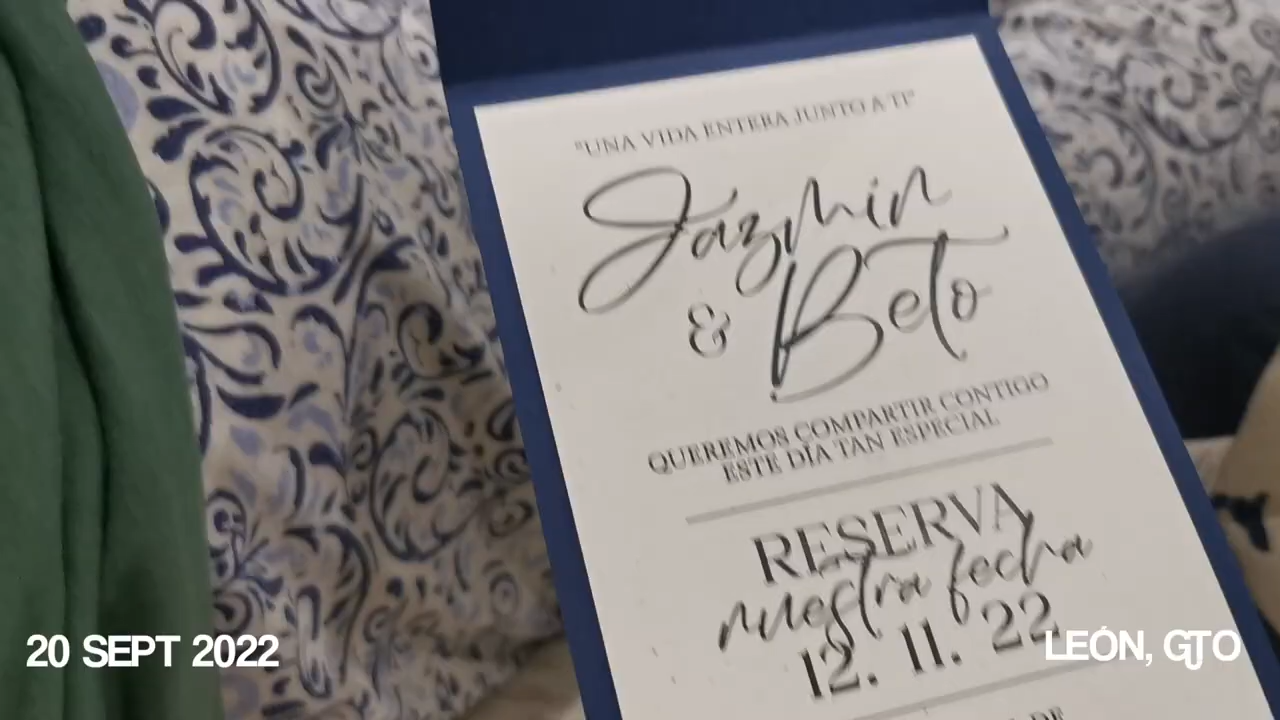 "UNA VIDA ENTERA JUNTO A TI"
Jazmin
& Beto
QUEREMOS COMPARTIR CONTIGO
ESTE DÍA TAN ESPECIAL
RESERVA
nuestra fecha
12. 11. 22
20 SEPT 2022
LEÓN, GTO